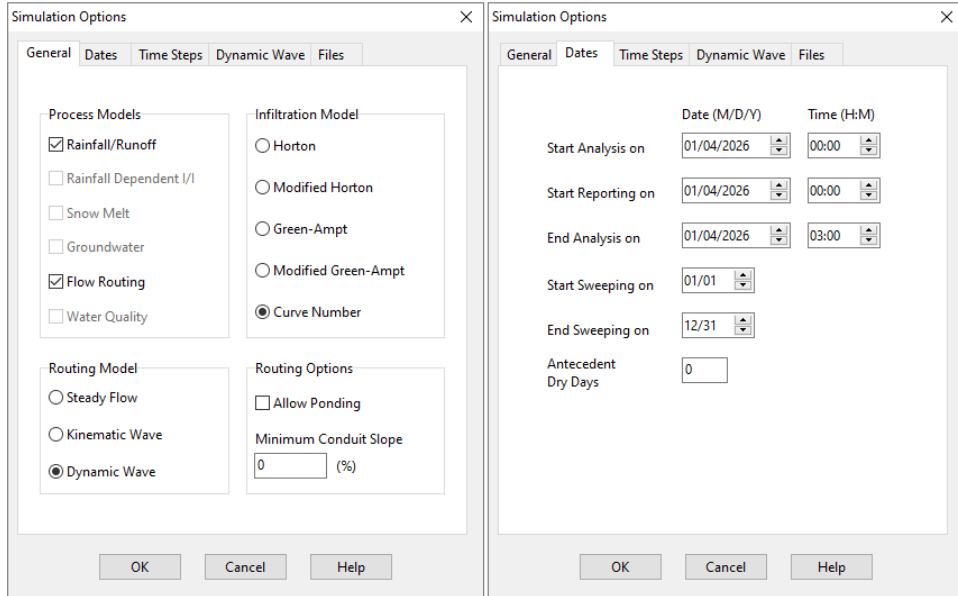 Simulation Options
General Dates Time Steps Dynamic Wave Files
Process Models
Rainfall/Runoff
Rainfall Dependent I/I
Snow Melt
Groundwater
Flow Routing
Water Quality
Infiltration Model
Horton
Modified Horton
Green-Ampt
Modified Green-Ampt
Curve Number
Routing Model
Steady Flow
Kinematic Wave
Dynamic Wave
Routing Options
Allow Ponding
Minimum Conduit Slope
0 (%)
OK Cancel Help
Simulation Options
General Dates Time Steps Dynamic Wave Files
Date (M/D/Y) Time (H:M)
Start Analysis on 01/04/2026 00:00
Start Reporting on 01/04/2026 00:00
End Analysis on 01/04/2026 03:00
Start Sweeping on 01/01
End Sweeping on 12/31
Antecedent
Dry Days 0
OK Cancel Help